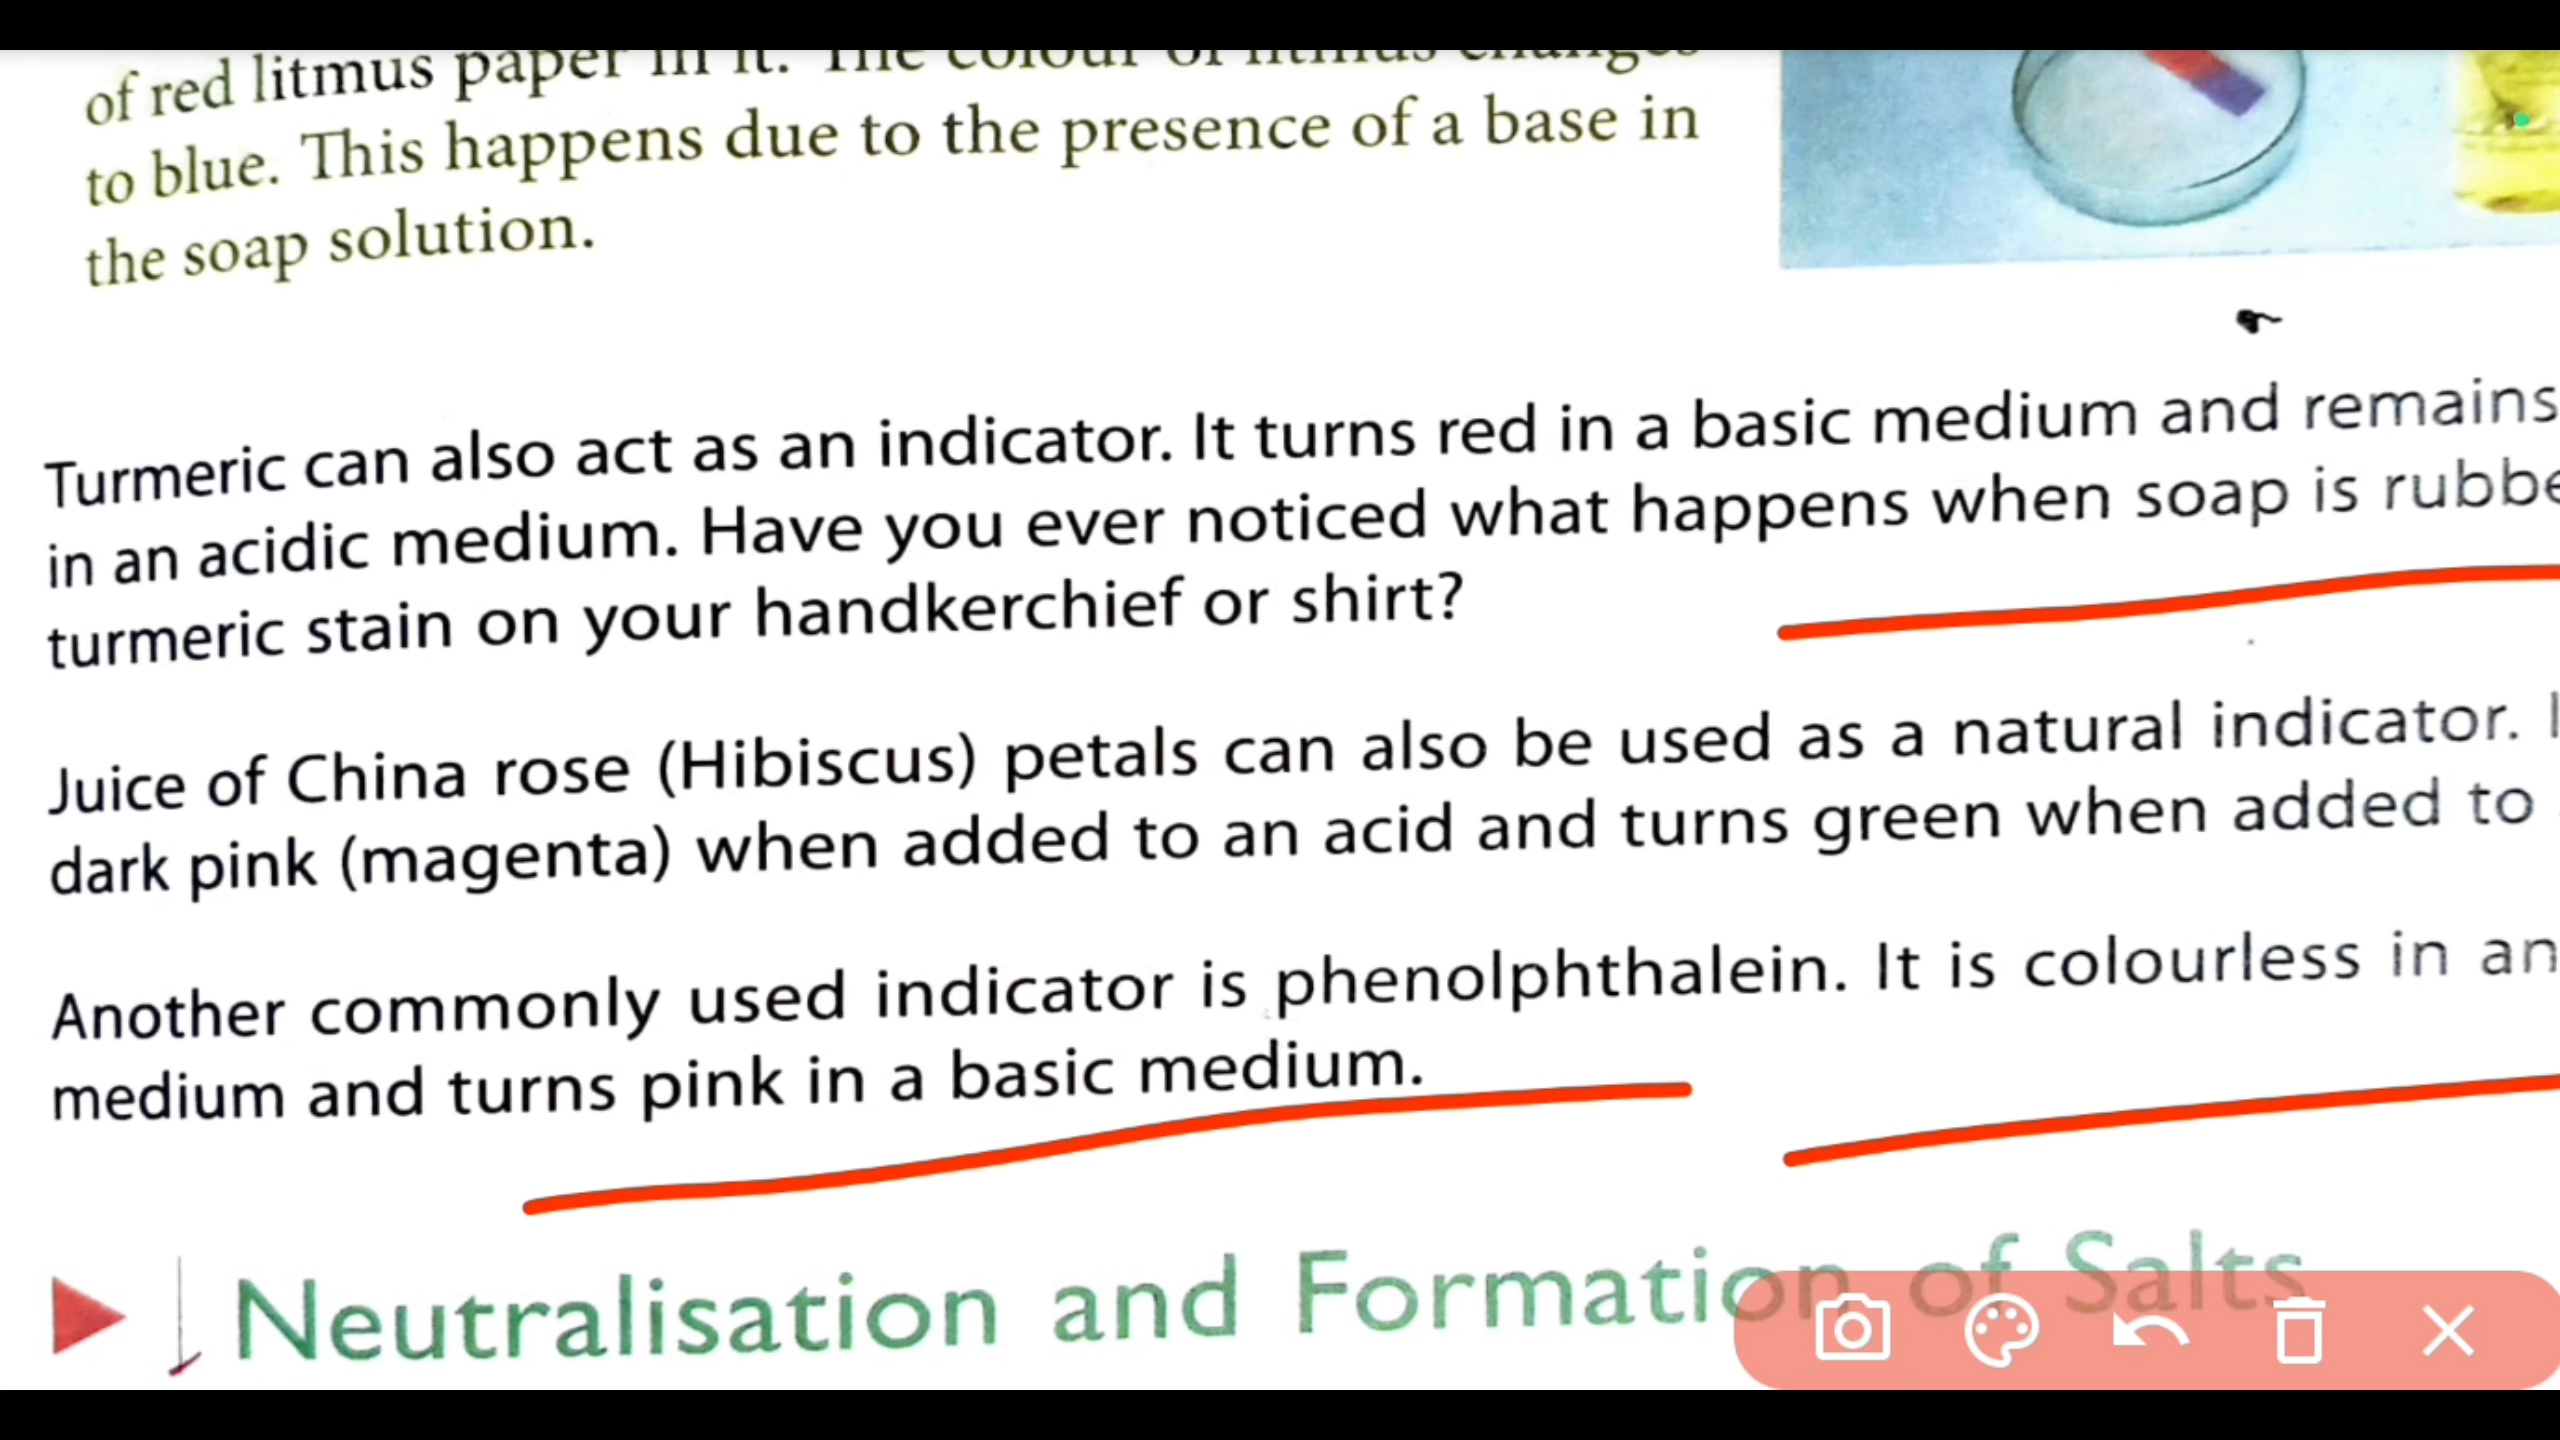 of red litmus paper in it. The colour of litmus changes
to blue. This happens due to the presence of a base in
the soap solution.
Turmeric can also act as an indicator. It turns red in a basic medium and remains
in an acidic medium. Have you ever noticed what happens when soap is
turmeric stain on your handkerchief or shirt?
Juice of China rose (Hibiscus) petals can also be used as a natural indicator.
dark pink (magenta) when added to an acid and turns green when added to
Another commonly used indicator is phenolphthalein. It is colourless in an
medium and turns pink in a basic medium.
Neutralisation and Formation of Salts